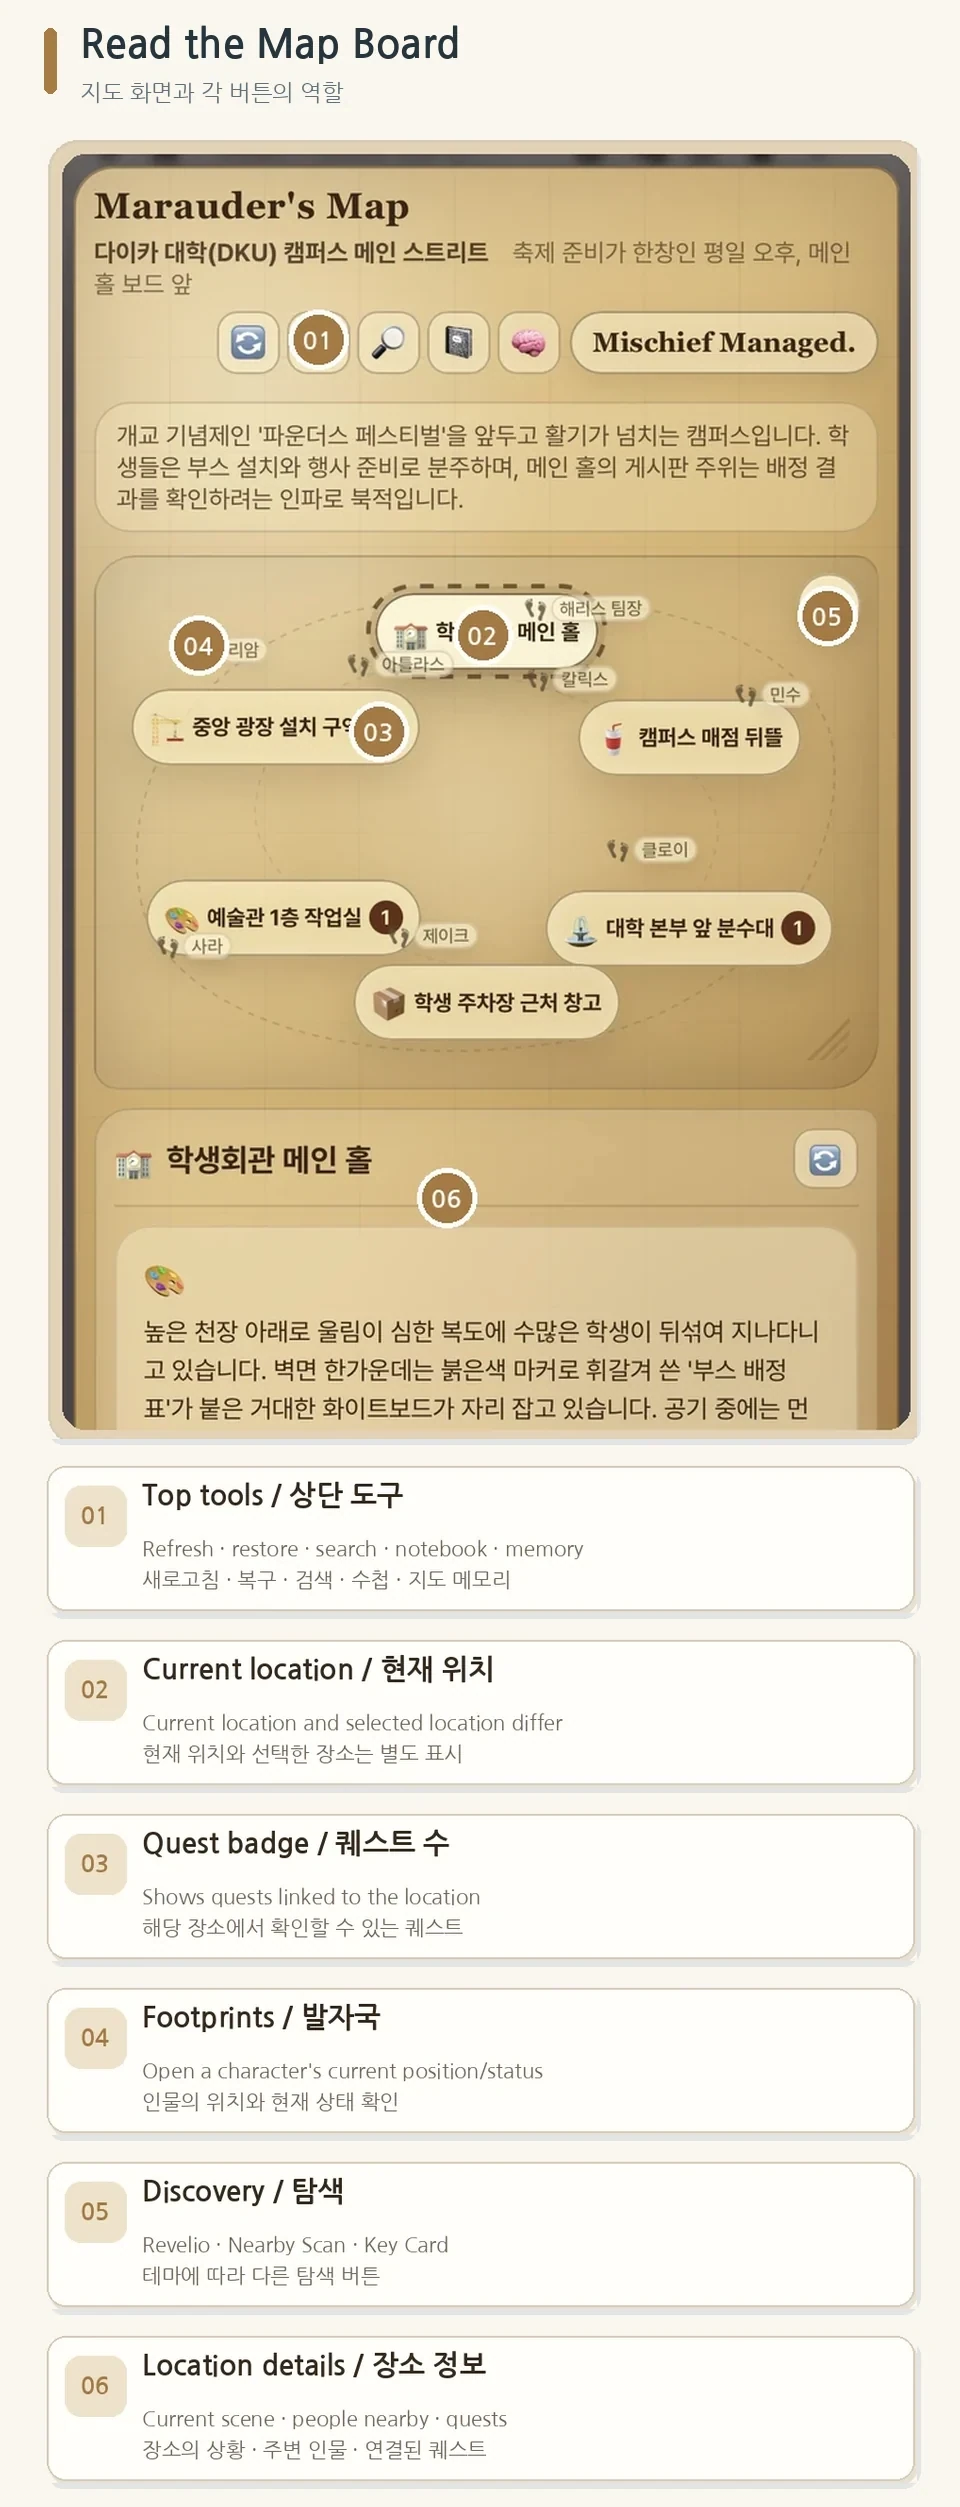 Read the Map Board
지도 화면과 각 버튼의 역할
Marauder's Map
다이카 대학(DKU) 캠퍼스 메인 스트리트 축제 준비가 한창인 평일 오후, 메인
홀 보드 앞
01
Mischief Managed.
개교 기념제인 '파운더스 페스티벌'을 앞두고 활기가 넘치는 캠퍼스입니다. 학
생들은 부스 설치와 행사 준비로 분주하며, 메인 홀의 게시판 주위는 배정 결
과를 확인하려는 인파로 북적입니다.
해리스 팀장
05
04 리암
학 02 메인 홀
아틀라스
칼릭스
민수
중앙 광장 설치 구 03
캠퍼스 매점 뒤뜰
클로이
예술관 1층 작업실 1
대학 본부 앞 분수대 1
사라
제이크
학생 주차장 근처 창고
학생회관 메인 홀
06
높은 천장 아래로 울림이 심한 복도에 수많은 학생이 뒤섞여 지나다니
고 있습니다. 벽면 한가운데는 붉은색 마커로 휘갈겨 쓴 '부스 배정
표'가 붙은 거대한 화이트보드가 자리 잡고 있습니다. 공기 중에는 먼
01
Top tools / 상단 도구
Refresh · restore · search · notebook · memory
새로고침 · 복구 · 검색 · 수첩 · 지도 메모리
02
Current location / 현재 위치
Current location and selected location differ
현재 위치와 선택한 장소는 별도 표시
03
Quest badge / 퀘스트 수
Shows quests linked to the location
해당 장소에서 확인할 수 있는 퀘스트
04
Footprints / 발자국
Open a character's current position/status
인물의 위치와 현재 상태 확인
05
Discovery / 탐색
Revelio · Nearby Scan · Key Card
테마에 따라 다른 탐색 버튼
06
Location details / 장소 정보
Current scene · people nearby · quests
장소의 상황 · 주변 인물 · 연결된 퀘스트